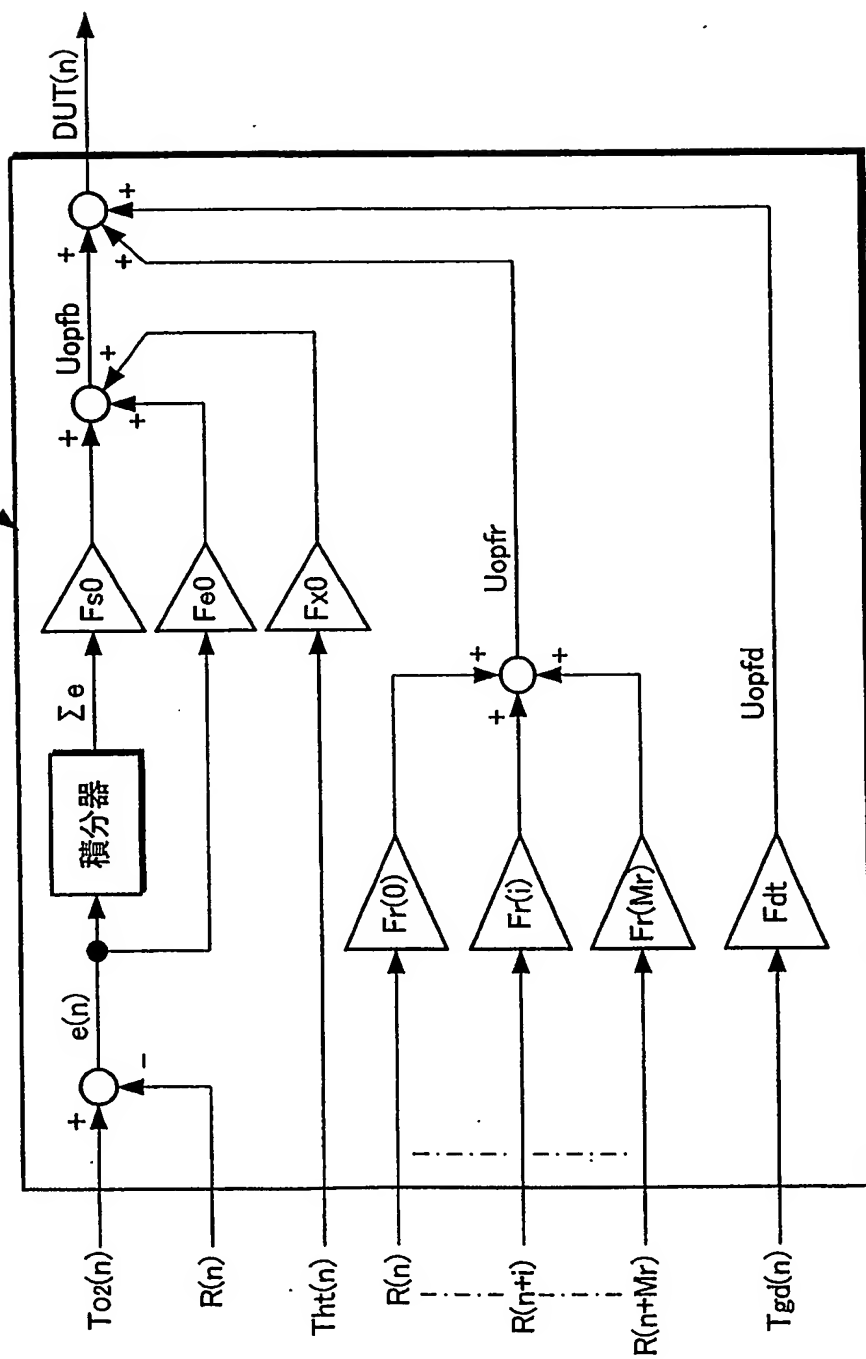 To2(n)
+
e(n)
積分器
Σe
Fs0
+
Uopfb
+
DUT(n)
R(n)
-
Fe0
+
+
+
+
Tht(n)
Fx0
R(n)
Fr(0)
+
R(n+i)
Fr(i)
+
Uopfr
R(n+Mr)
Fr(Mr)
+
Tgd(n)
Fdt
Uopfd